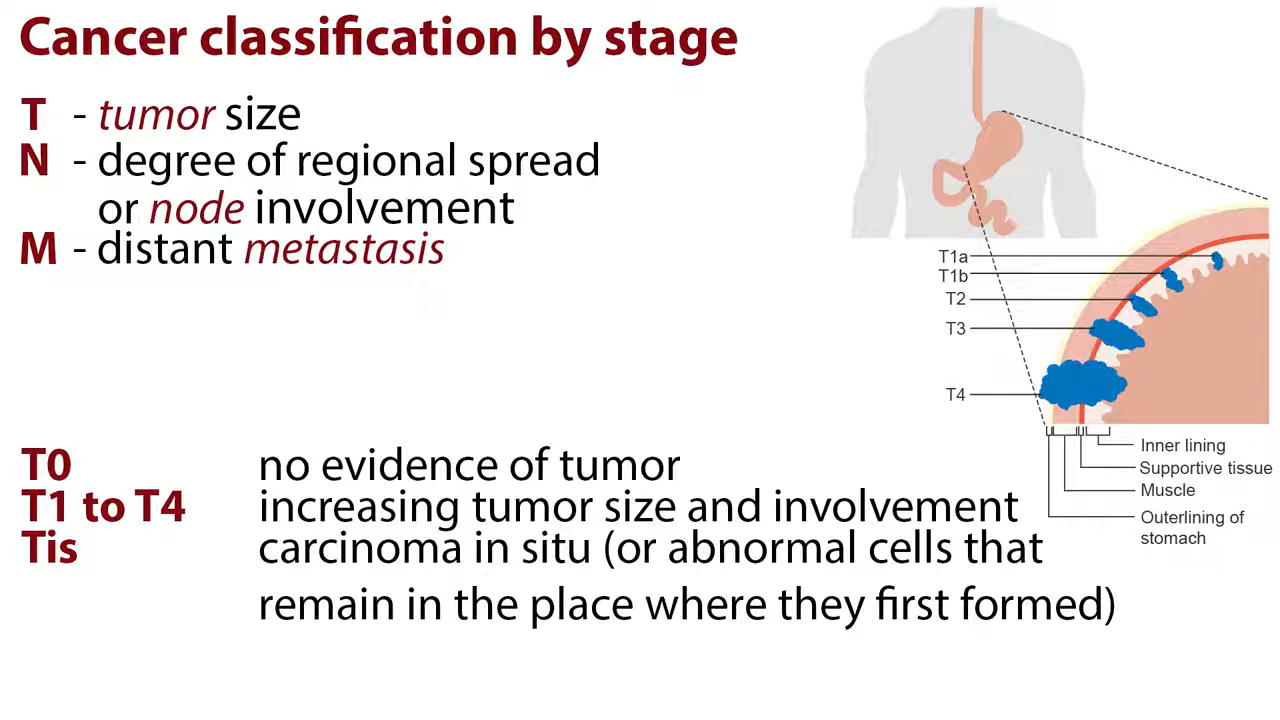 Cancer classification by stage
T - tumor size
N - degree of regional spread
or node involvement
M - distant metastasis
T1a
T1b
T2
T3
T4
Inner lining
Supportive tissue
Muscle
Outerlining of
stomach
T0 no evidence of tumor
T1 to T4 increasing tumor size and involvement
Tis carcinoma in situ (or abnormal cells that
remain in the place where they first formed)